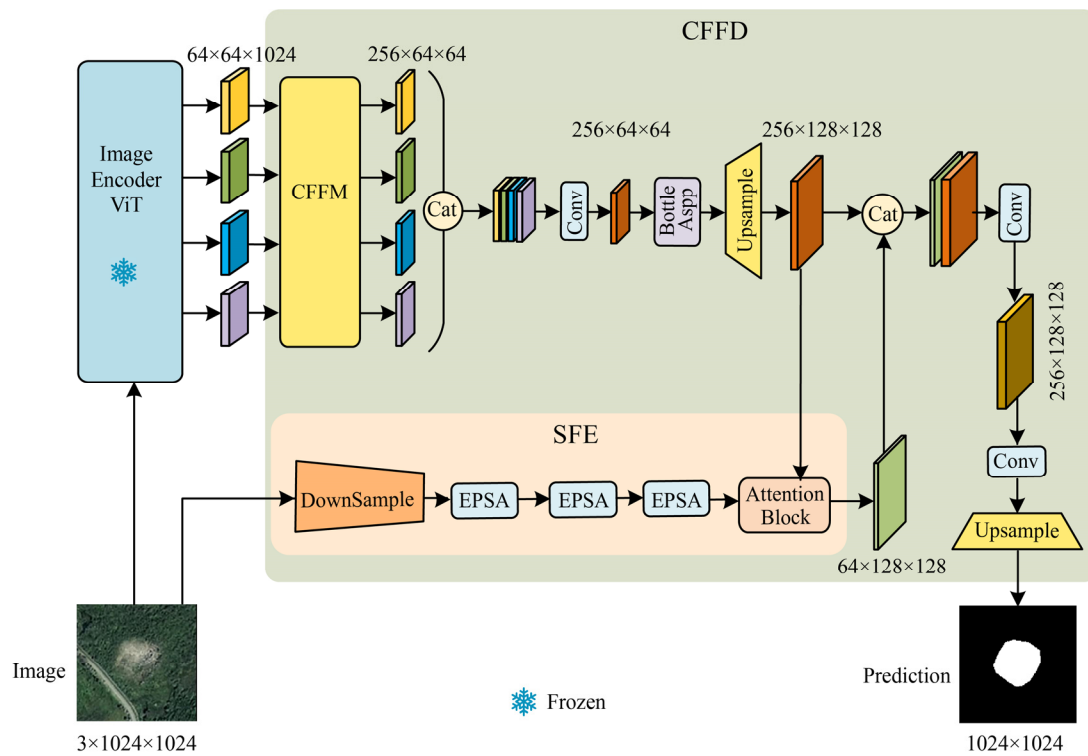 CFFD
64×64×1024
256×64×64
Image
Encoder
ViT
CFFM
Cat
256×64×64
Conv
Bottle
Aspp
Upsample
256×128×128
Cat
Conv
256×128×128
Conv
Upsample
SFE
DownSample
EPSA
EPSA
EPSA
Attention
Block
64×128×128
Image
3×1024×1024
Frozen
Prediction
1024×1024